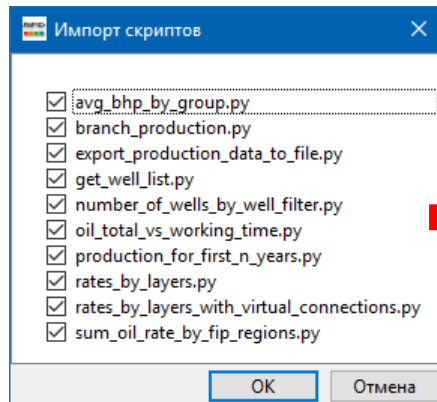 Импорт скриптов
avg_bhp_by_group.py
branch_production.py
export_production_data_to_file.py
get_well_list.py
number_of_wells_by_well_filter.py
oil_total_vs_working_time.py
production_for_first_n_years.py
rates_by_layers.py
rates_by_layers_with_virtual_connections.py
sum_oil_rate_by_fip_regions.py
OK Отмена